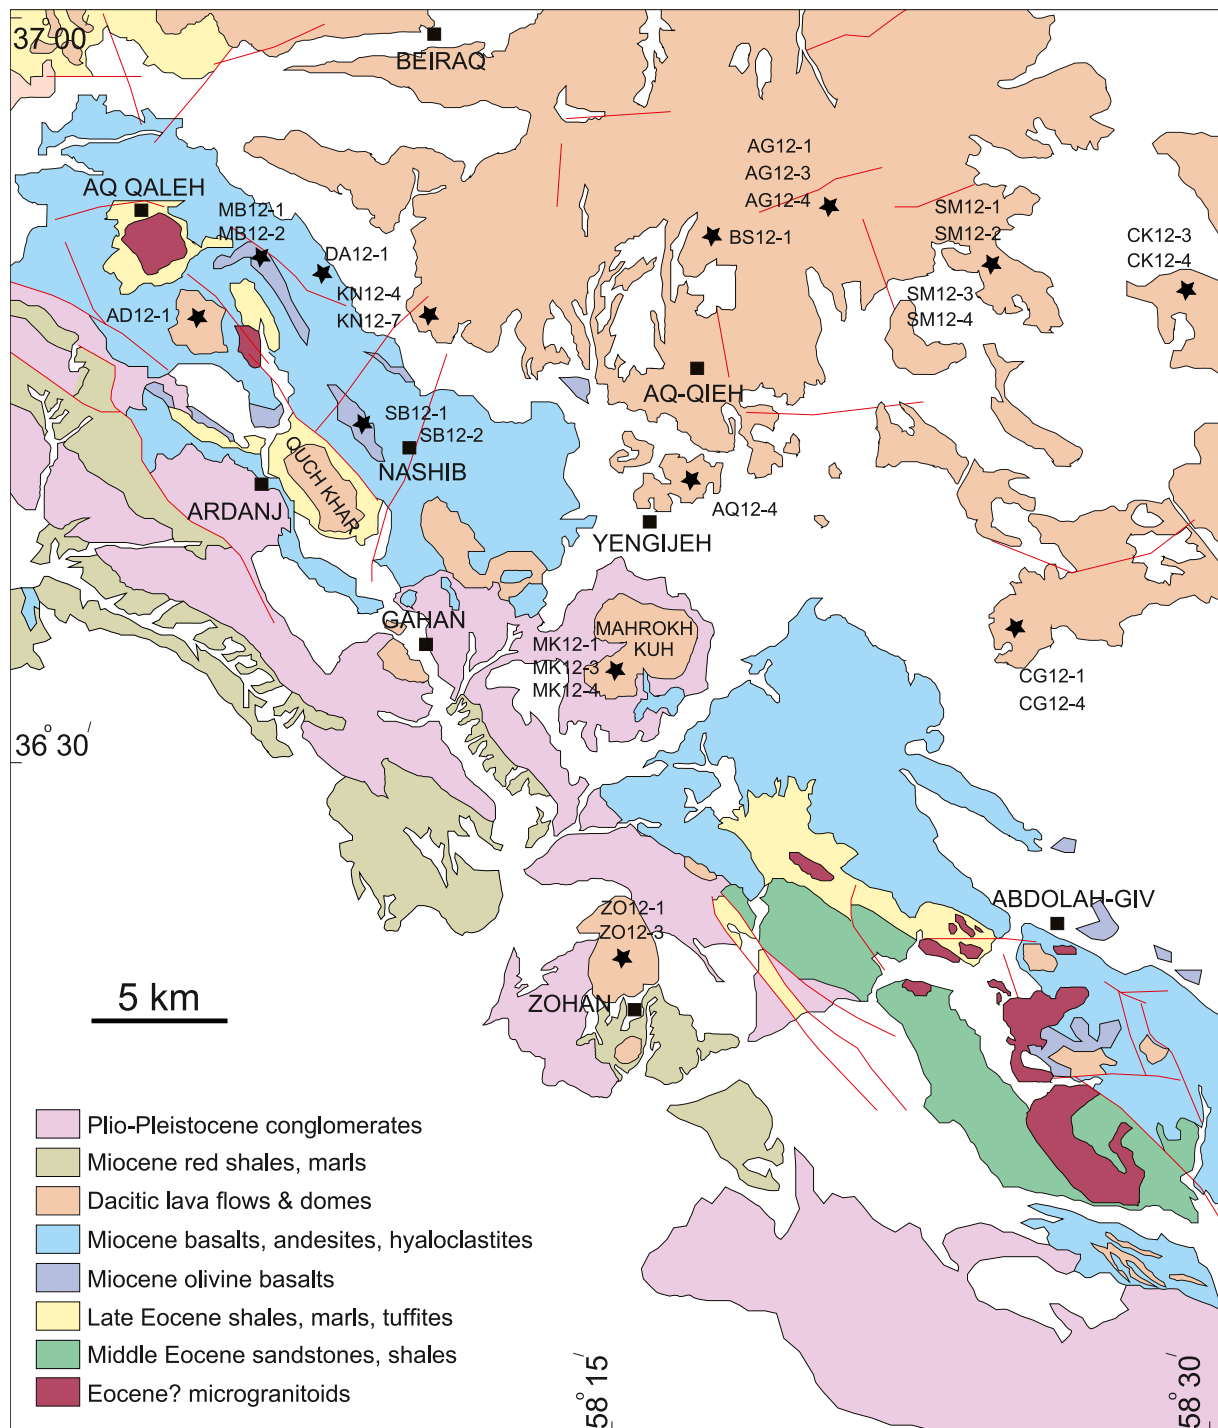 37°00
BEIRAQ
AQ QALEH
MB12-1
MB12-2
DA12-1
KN12-4
KN12-7
AD12-1
AG12-1
AG12-3
AG12-4
BS12-1
SM12-1
SM12-2
SM12-3
SM12-4
CK12-3
CK12-4
AQ-QIEH
SB12-1
SB12-2
NASHIB
QUCH KHAR
ARDANJ
AQ12-4
YENGIJEH
GAHAN
MAHROKH
KUH
MK12-1
MK12-3
MK12-4
CG12-1
CG12-4
36°30/
ABDOLAH-GIV
ZO12-1
ZO12-3
ZOHAN
5 km
Plio-Pleistocene conglomerates
Miocene red shales, marls
Dacitic lava flows & domes
Miocene basalts, andesites, hyaloclastites
Miocene olivine basalts
Late Eocene shales, marls, tuffites
Middle Eocene sandstones, shales
Eocene? microgranitoids
58°15/
58°30/